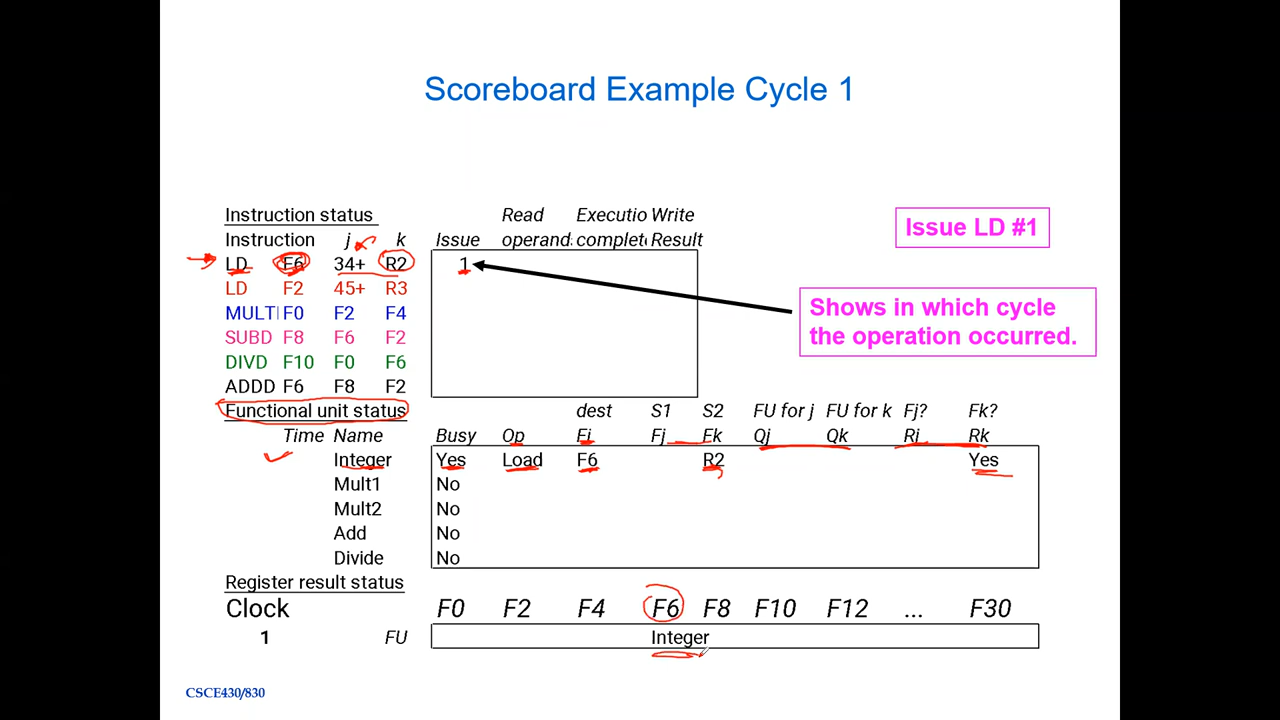 Scoreboard Example Cycle 1
Instruction status Read Executio Write
Instruction j k Issue operand complete Result
LD F6 34+ R2 1
LD F2 45+ R3
MULT F0 F2 F4
SUBD F8 F6 F2
DIVD F10 F0 F6
ADDD F6 F8 F2
Issue LD #1
Shows in which cycle
the operation occurred.
Functional unit status dest S1 S2 FU for j FU for k Fj? Fk?
Time Name Busy Op Fi Fj Fk Qj Qk Rj Rk
Integer Yes Load F6 R2 Yes
Mult1 No
Mult2 No
Add No
Divide No
Register result status
Clock F0 F2 F4 F6 F8 F10 F12 ... F30
1 FU Integer
CSCE430/830